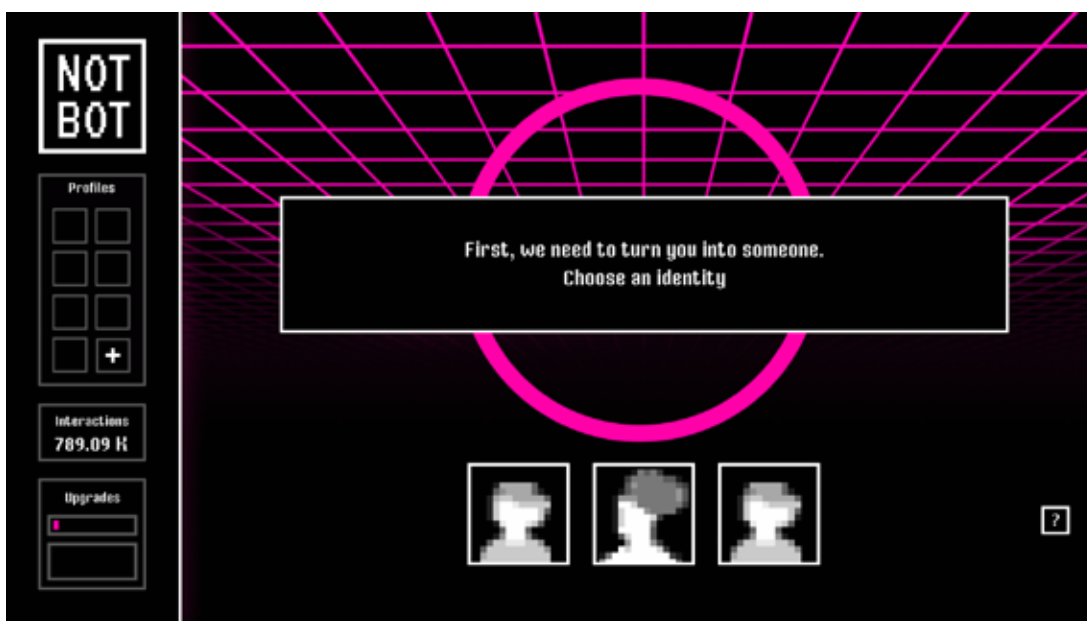 NOT
BOT
Profiles
+
Interactions
789.09 K
Upgrades
First, we need to turn you into someone.
Choose an identity
?